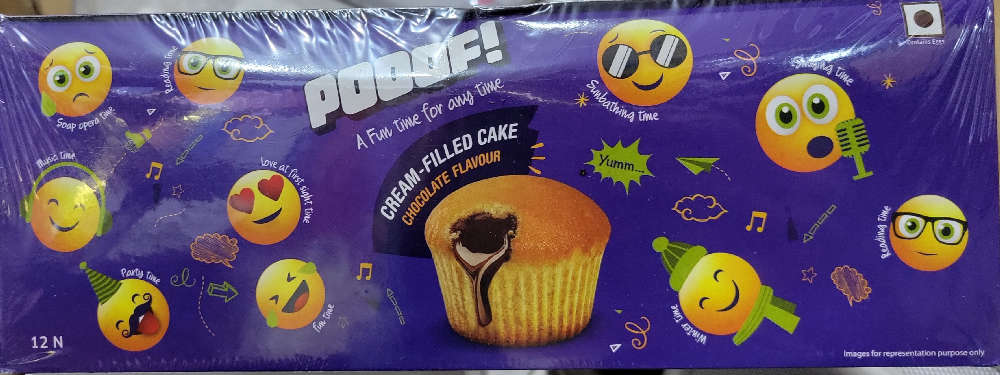 POOOF!
A Fun time for any time
CREAM-FILLED CAKE
CHOCOLATE FLAVOUR
Soap opera time
Reading time
Music time
Love at first sight time
Party time
fun time
12 N
Sunbathing time
Singing time
Contains Eggs
Yumm...
Reading time
Winter time
Images for representation purpose only